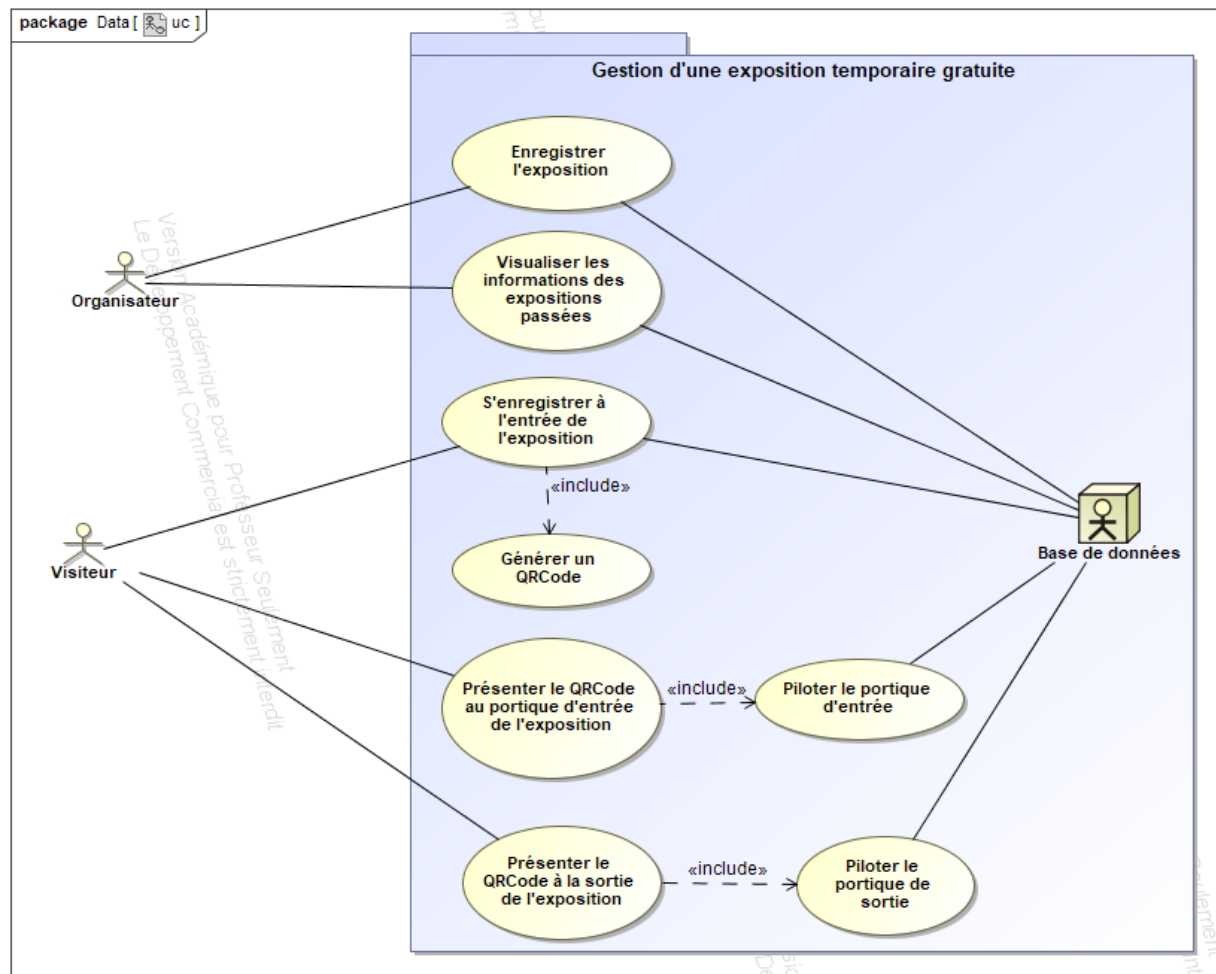 package Data [ uc ]
Gestion d'une exposition temporaire gratuite
Enregistrer
l'exposition
Visualiser les
informations des
expositions
passées
Organisateur
S'enregistrer à
l'entrée de
l'exposition
«include»
Générer un
QRCode
Visiteur
Base de données
Présenter le QRCode
au portique d'entrée
de l'exposition
«include»
Piloter le portique
d'entrée
Présenter le
QRCode à la sortie
de l'exposition
«include»
Piloter le
portique de
sortie
Version Académique pour Professeur Seulement
Le Développement Commercia est strictement interdit